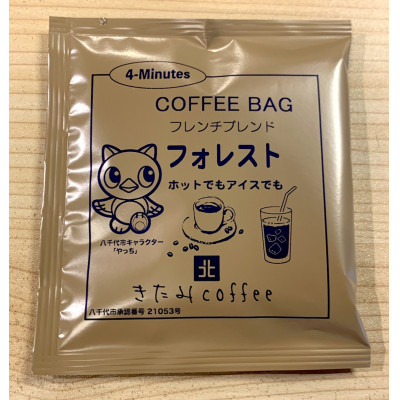 4-Minutes
COFFEE BAG
フレンチブレンド
フォレスト
ホットでもアイスでも
八千代市キャラクター
「やっち」
北
きたみcoffee
八千代市承認番号 21053号